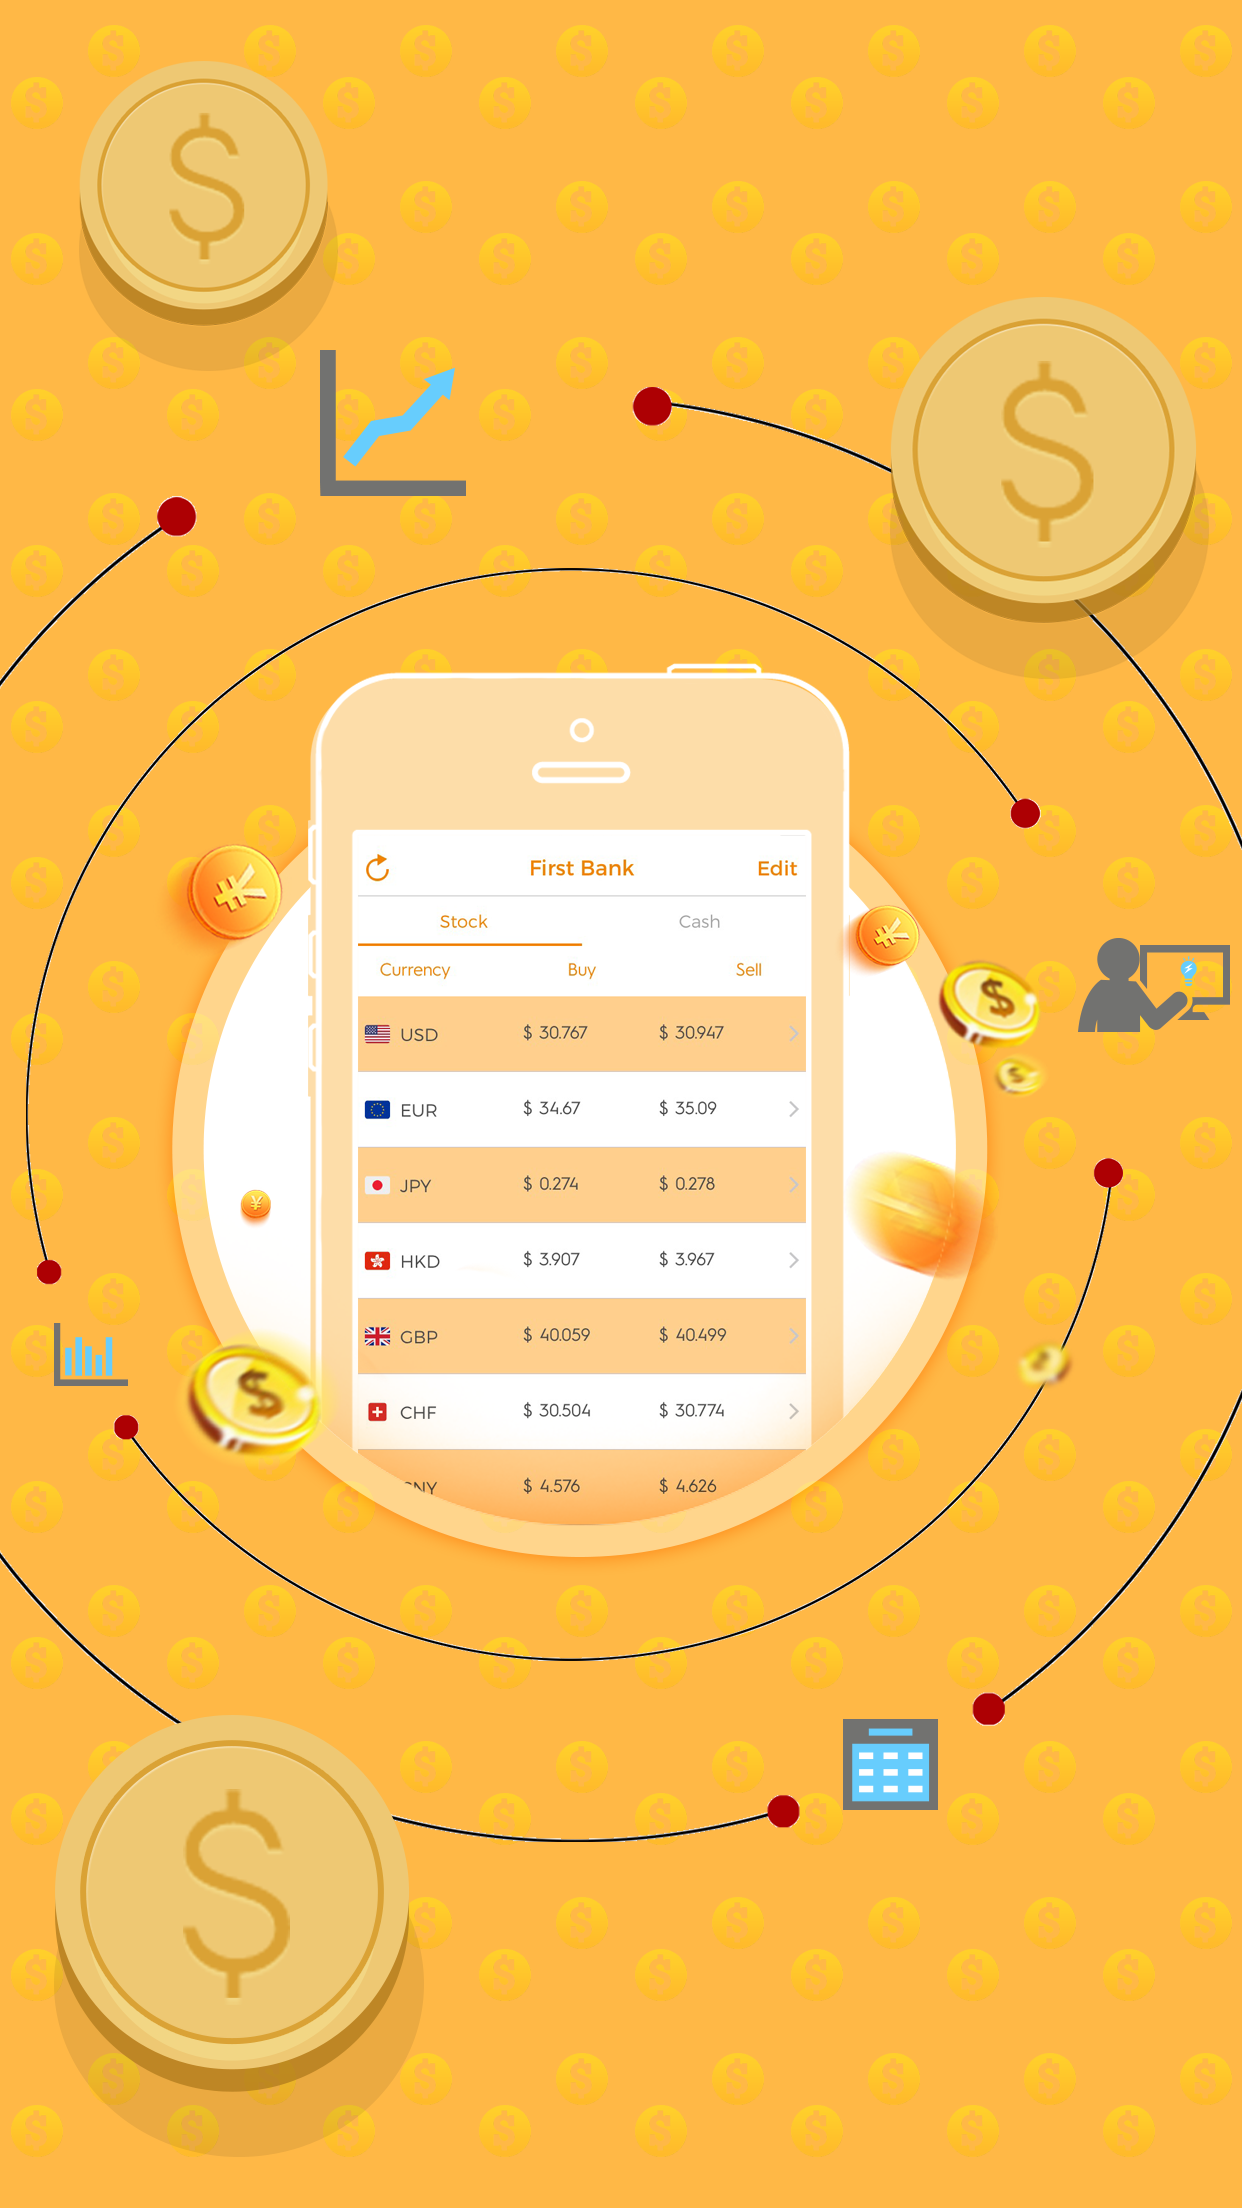 First Bank Edit
Stock Cash
Currency Buy Sell
USD $ 30.767 $ 30.947
EUR $ 34.67 $ 35.09
JPY $ 0.274 $ 0.278
HKD $ 3.907 $ 3.967
GBP $ 40.059 $ 40.499
CHF $ 30.504 $ 30.774
CNY $ 4.576 $ 4.626